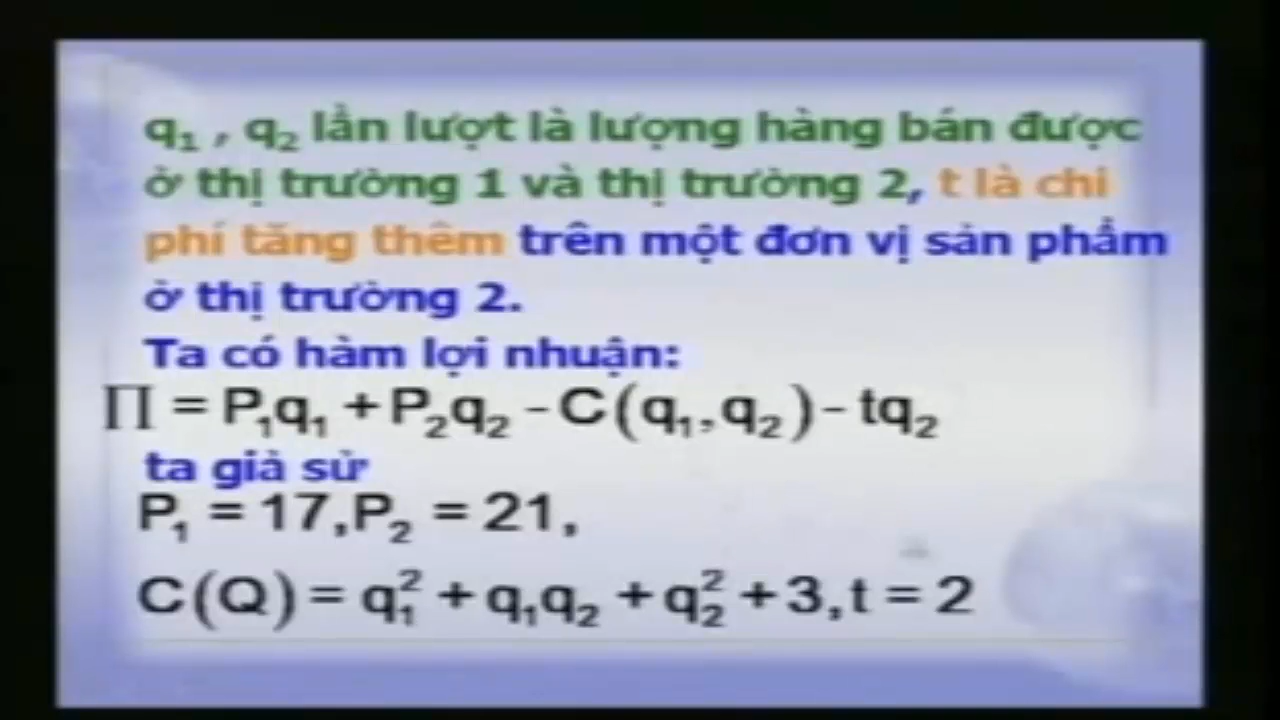 q₁ , q₂ lần lượt là lượng hàng bán được
ở thị trường 1 và thị trường 2, t là chi
phí tăng thêm trên một đơn vị sản phẩm
ở thị trường 2.
Ta có hàm lợi nhuận:
∏ = P₁q₁ + P₂q₂ - C(q₁,q₂) - tq₂
ta giả sử
P₁ = 17,P₂ = 21,
C(Q) = q₁² + q₁q₂ + q₂² + 3,t = 2